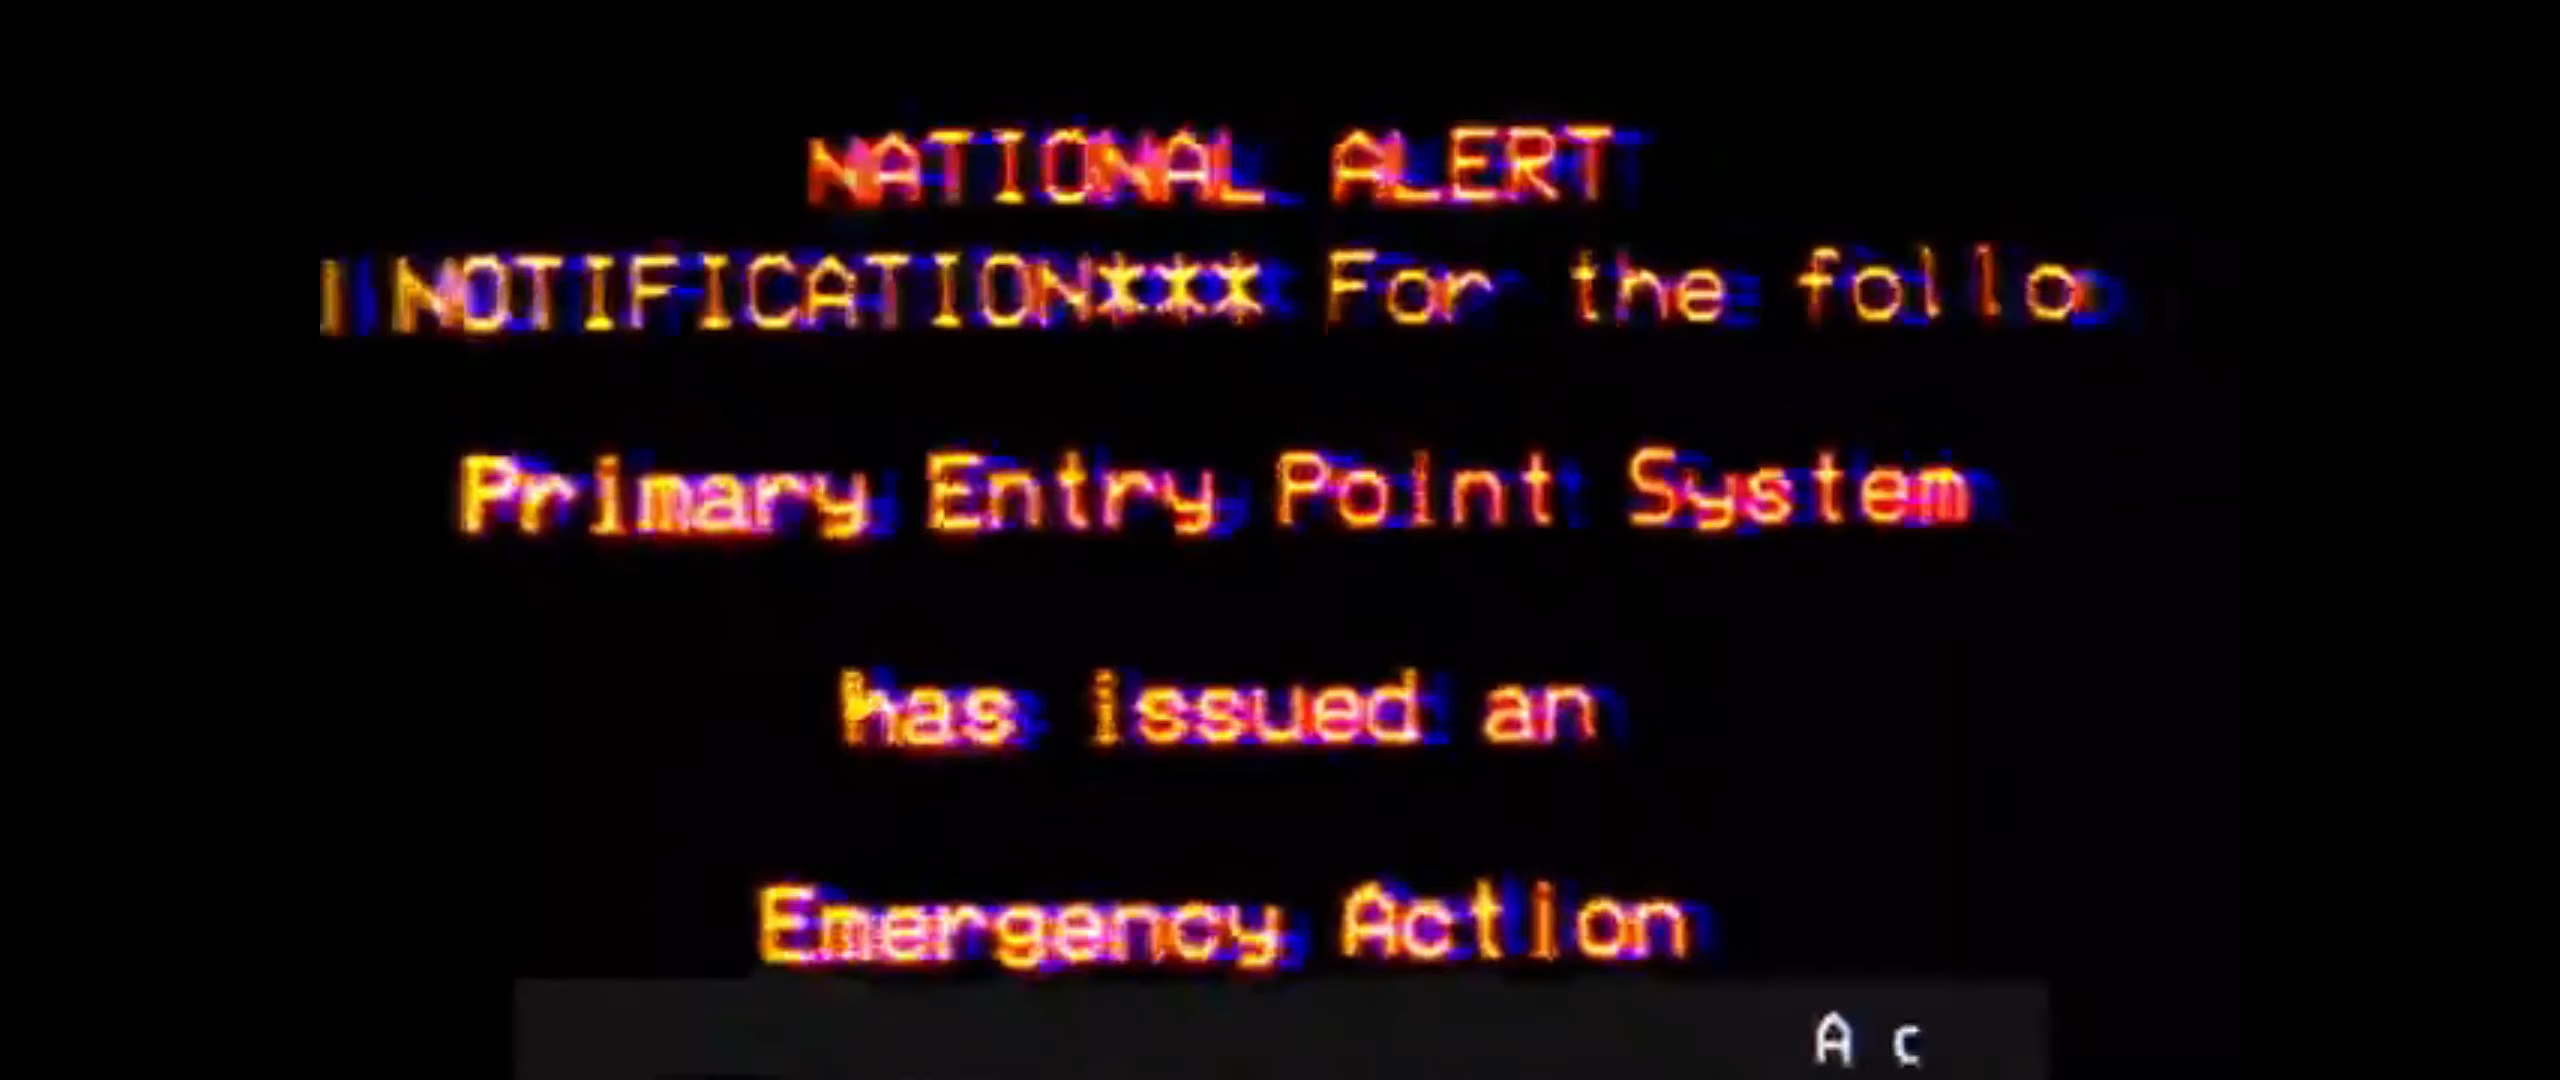 NATIONAL ALERT
NOTIFICATION*** For the follo
Primary Entry Point System
has issued an
Emergency Action
A c